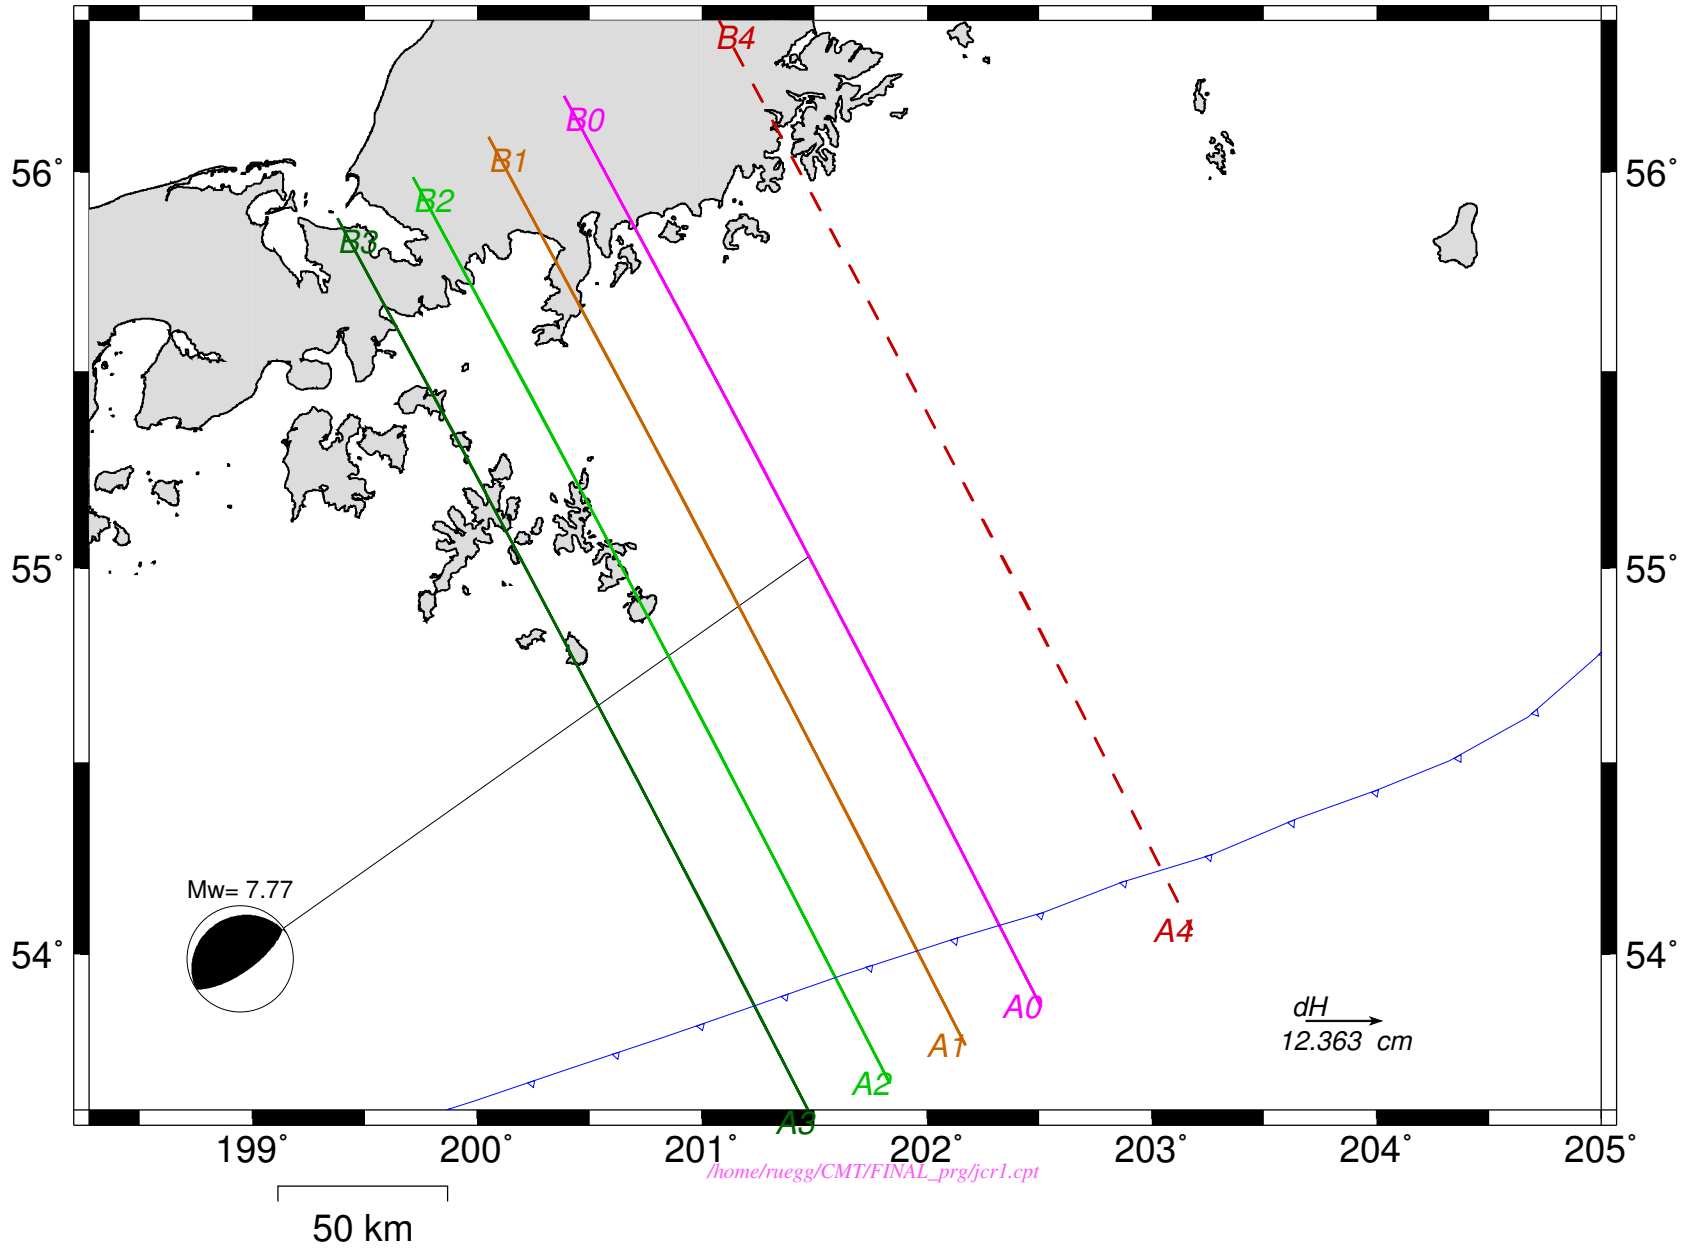 B4
B0
B1
B2
B3
56˚ 56˚
55˚ 55˚
Mw= 7.77
54˚ 54˚
A4
A0
A1
A2
A3
dH
12.363 cm
199˚ 200˚ 201˚ 202˚ 203˚ 204˚ 205˚
/home/ruegg/CMT/FINAL_prg/jcr1.cpt
50 km